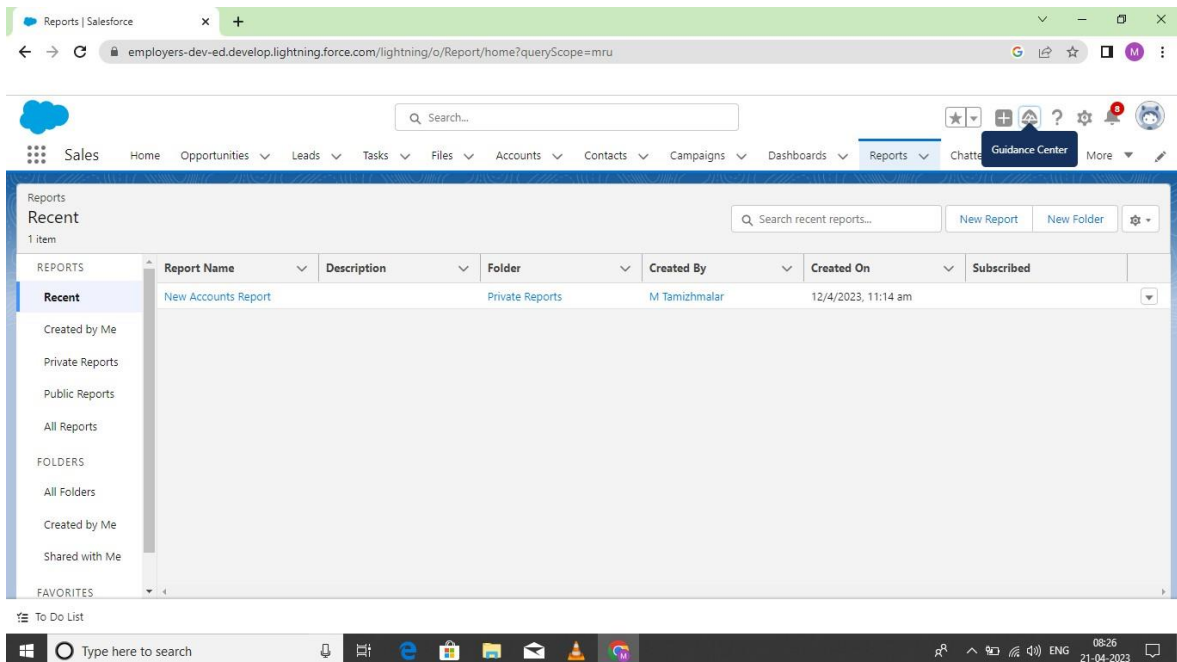 Reports | Salesforce
employers-dev-ed.develop.lightning.force.com/lightning/o/Report/home?queryScope=mru
G
M
Search...
8
Sales Home Opportunities Leads Tasks Files Accounts Contacts Campaigns Dashboards Reports Chatte Guidance Center More
Reports
Recent
1 item
Search recent reports...
New Report
New Folder
REPORTS
Report Name Description Folder Created By Created On Subscribed
Recent
New Accounts Report Private Reports M Tamizhmalar 12/4/2023, 11:14 am
Created by Me
Private Reports
Public Reports
All Reports
FOLDERS
All Folders
Created by Me
Shared with Me
FAVORITES
To Do List
Type here to search
ENG
08:26
21-04-2023